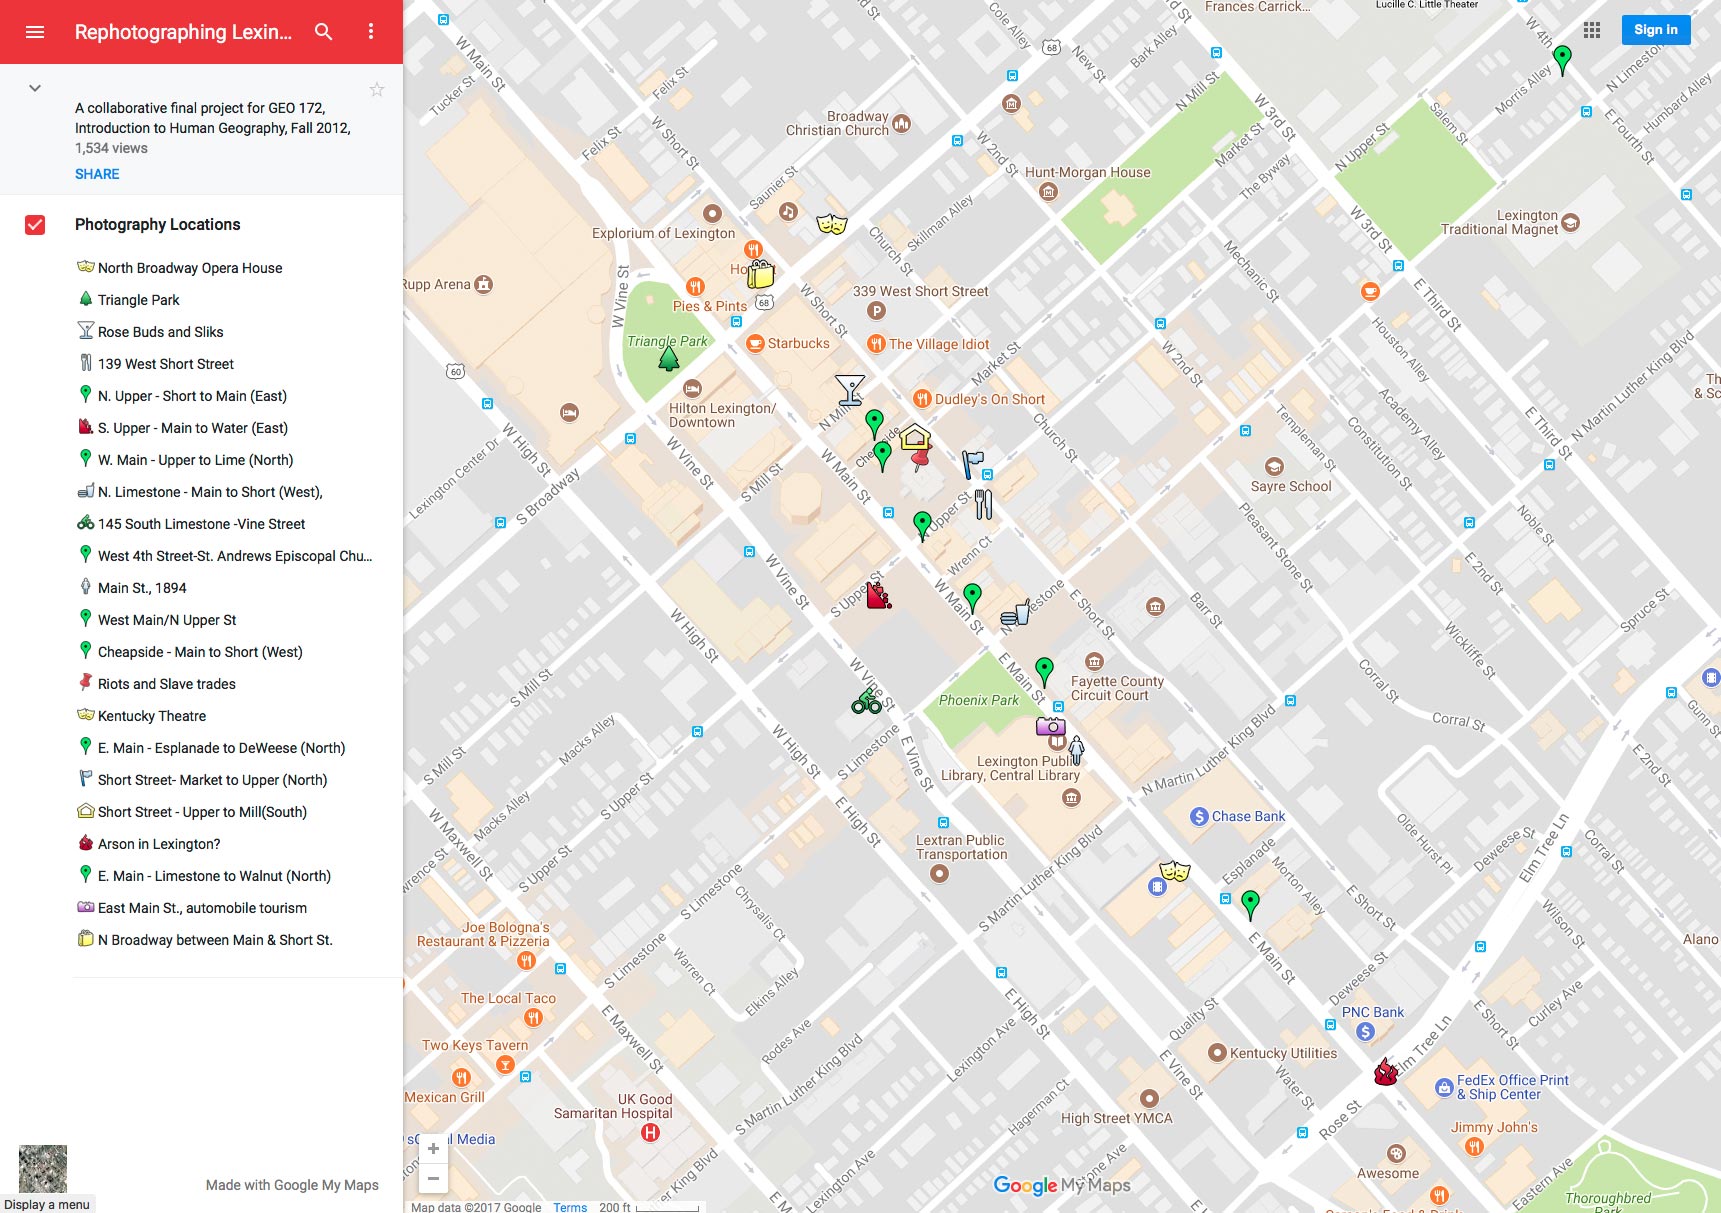 Rephotographing Lexin...
A collaborative final project for GEO 172,
Introduction to Human Geography, Fall 2012,
1,534 views
SHARE
Photography Locations
North Broadway Opera House
Triangle Park
Rose Buds and Sliks
139 West Short Street
N. Upper - Short to Main (East)
S. Upper - Main to Water (East)
W. Main - Upper to Lime (North)
N. Limestone - Main to Short (West),
145 South Limestone -Vine Street
West 4th Street-St. Andrews Episcopal Chu...
Main St., 1894
West Main/N Upper St
Cheapside - Main to Short (West)
Riots and Slave trades
Kentucky Theatre
E. Main - Esplanade to DeWeese (North)
Short Street- Market to Upper (North)
Short Street - Upper to Mill(South)
Arson in Lexington?
E. Main - Limestone to Walnut (North)
East Main St., automobile tourism
N Broadway between Main & Short St.
Made with Google My Maps
Display a menu
Sign in
Frances Carrick...
Lucille C. Little Theater
W Main St
Tucker St
Felix St
Felix St
W Short St
Cole Alley
68
New St
Bark Alley
N Mill St
W 3rd St
W 4th
N Limestone
Morris Alley
E Fourth St
Humbard Alley
Salem St
N Upper St
Market St
The Byway
Broadway
Christian Church
W 2nd St
Hunt-Morgan House
Saunier St
Explorium of Lexington
Skillman Alley
Church St
Lexington
Traditional Magnet
W 3rd St
Mechanic St
Rupp Arena
W Vine St
Pies & Pints
68
W Short St
339 West Short Street
E Third St
Triangle Park
Starbucks
The Village Idiot
Market St
W 2nd St
Houston Alley
N Martin Luther King Blvd
60
Hilton Lexington/
Downtown
N Mill
Dudley's On Short
Church St
Templeman St
Constitution St
Academy Alley
E Third St
W High St
Lexington Center Dr
S Broadway
W Vine St
S Mill St
W Main St
Upper St
Sayre School
Pleasant Stone St
Noble St
E 2nd St
Wrenn Ct
W Vine St
S Upper St
W Main St
E Short St
Barr St
Spruce St
Wickliffe St
W High St
E Main St
Fayette County
Circuit Court
Corral St
Corral St
Gunn St
S Mill St
W Vine St
Phoenix Park
Macks Alley
S Mill St
W High St
S Limestone
E Vine St
Lexington Public
Library, Central Library
N Martin Luther King Blvd
E 2nd St
S Upper St
Macks Alley
W Maxwell St
E High St
Chase Bank
Olde Hurst Pl
Deweese St
Elm Tree Ln
Corral St
Lextran Public
Transportation
Esplanade
Morton Alley
E Short St
S Upper St
S Limestone
Chrysalis Ct
S Martin Luther King Blvd
Wilson St
Joe Bologna's
Restaurant & Pizzeria
S Limestone
Warren Ct
Elkins Alley
E Main St
Deweese St
Alano
The Local Taco
E High St
Quality St
PNC Bank
E Short St
Curley Ave
E Maxwell St
Two Keys Tavern
Rodes Ave
S Martin Luther King Blvd
Lexington Ave
Kentucky Utilities
Elm Tree Ln
E Vine St
Water St
FedEx Office Print
& Ship Center
Mexican Grill
UK Good
Samaritan Hospital
Hagerman Ct
High Street YMCA
Rose St
Jimmy John's
Awesome
Eastern Ave
Thoroughbred
Park
S Martin Luther King Blvd
Lexington Ave
Google My Maps
Map data ©2017 Google
Terms
200 ft